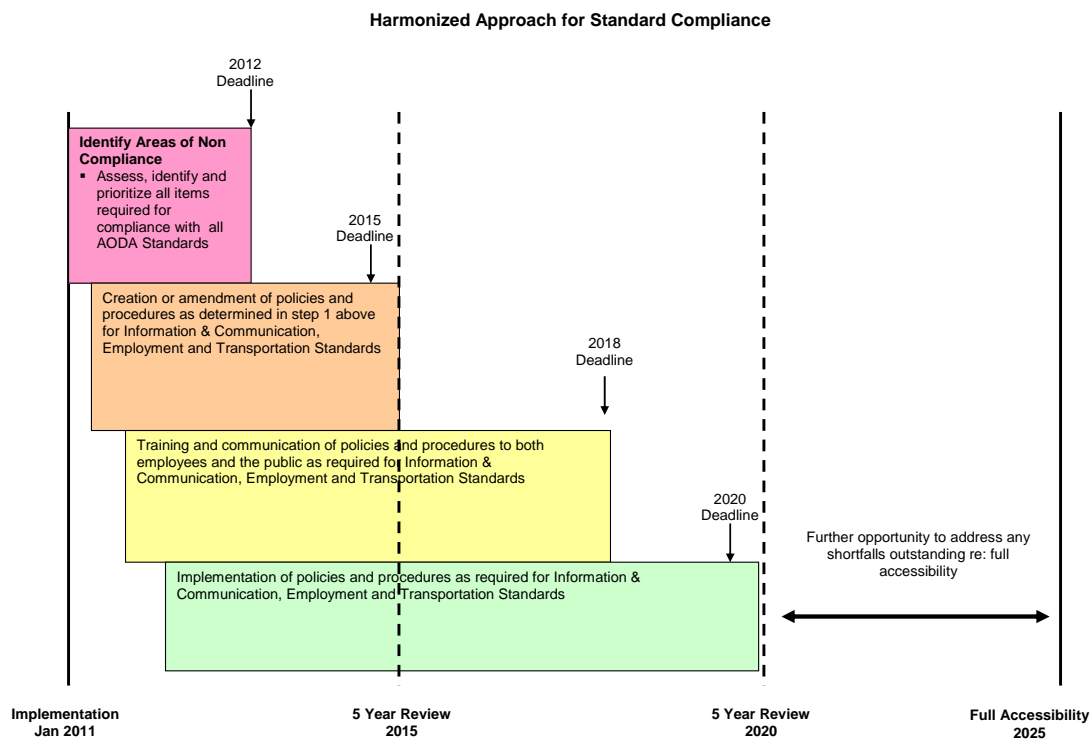 Harmonized Approach for Standard Compliance
2012
Deadline
Identify Areas of Non
Compliance
▪ Assess, identify and
prioritize all items
required for
compliance with all
AODA Standards
2015
Deadline
Creation or amendment of policies and
procedures as determined in step 1 above
for Information & Communication,
Employment and Transportation Standards
2018
Deadline
Training and communication of policies and procedures to both
employees and the public as required for Information &
Communication, Employment and Transportation Standards
2020
Deadline
Implementation of policies and procedures as required for Information &
Communication, Employment and Transportation Standards
Further opportunity to address any
shortfalls outstanding re: full
accessibility
Implementation
Jan 2011
5 Year Review
2015
5 Year Review
2020
Full Accessibility
2025